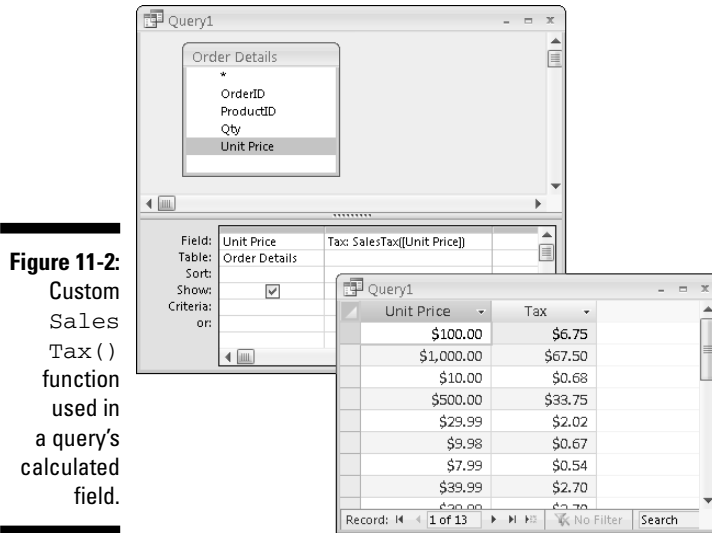 Query1
Order Details
*
OrderID
ProductID
Qty
Unit Price
Field: Unit Price Tax: SalesTax([Unit Price])
Table: Order Details
Sort:
Show:
Criteria:
or:
Query1
Unit Price Tax
$100.00 $6.75
$1,000.00 $67.50
$10.00 $0.68
$500.00 $33.75
$29.99 $2.02
$9.98 $0.67
$7.99 $0.54
$39.99 $2.70
Record: 1 of 13 No Filter Search
Figure 11-2:
Custom
Sales
Tax()
function
used in
a query's
calculated
field.